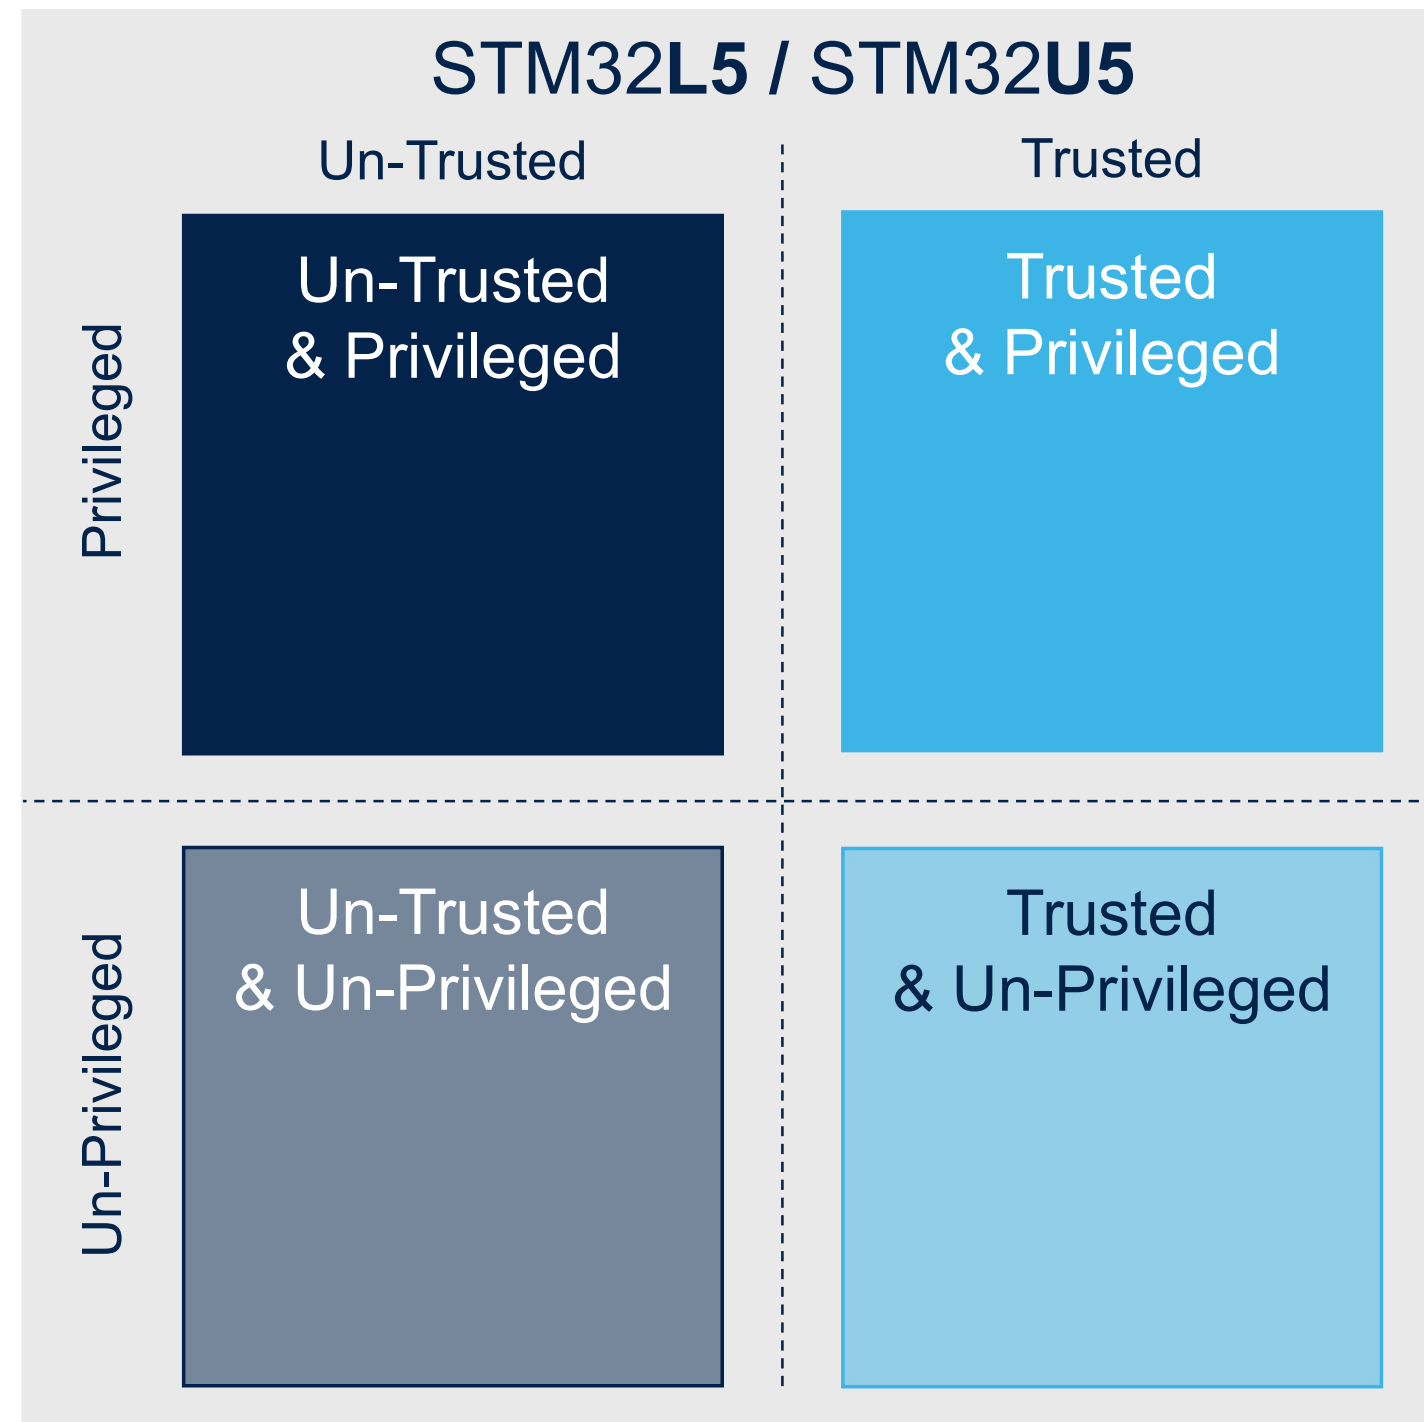 STM32L5 / STM32U5
Un-Trusted
Trusted
Privileged
Un-Trusted
& Privileged
Trusted
& Privileged
Un-Privileged
Un-Trusted
& Un-Privileged
Trusted
& Un-Privileged